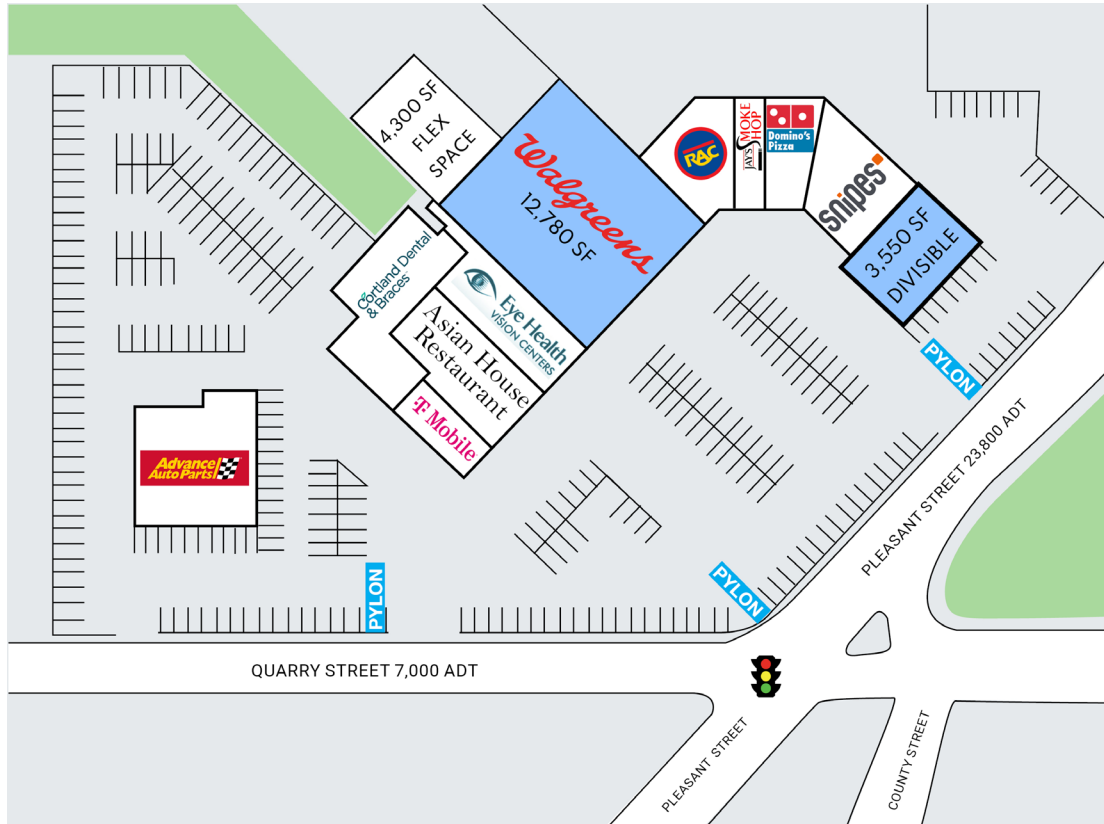 4,300 SF
FLEX
SPACE
Walgreens
12,780 SF
RAC
JAY'S SMOKE
SHOP
Domino's
Pizza
snipes
3,550 SF
DIVISIBLE
Cortland Dental
& Braces
Eye Health
VISION CENTERS
Asian House
Restaurant
T Mobile
Advance
Auto Parts
PYLON
PYLON
PYLON
PLEASANT STREET 23,800 ADT
QUARRY STREET 7,000 ADT
PLEASANT STREET
COUNTY STREET